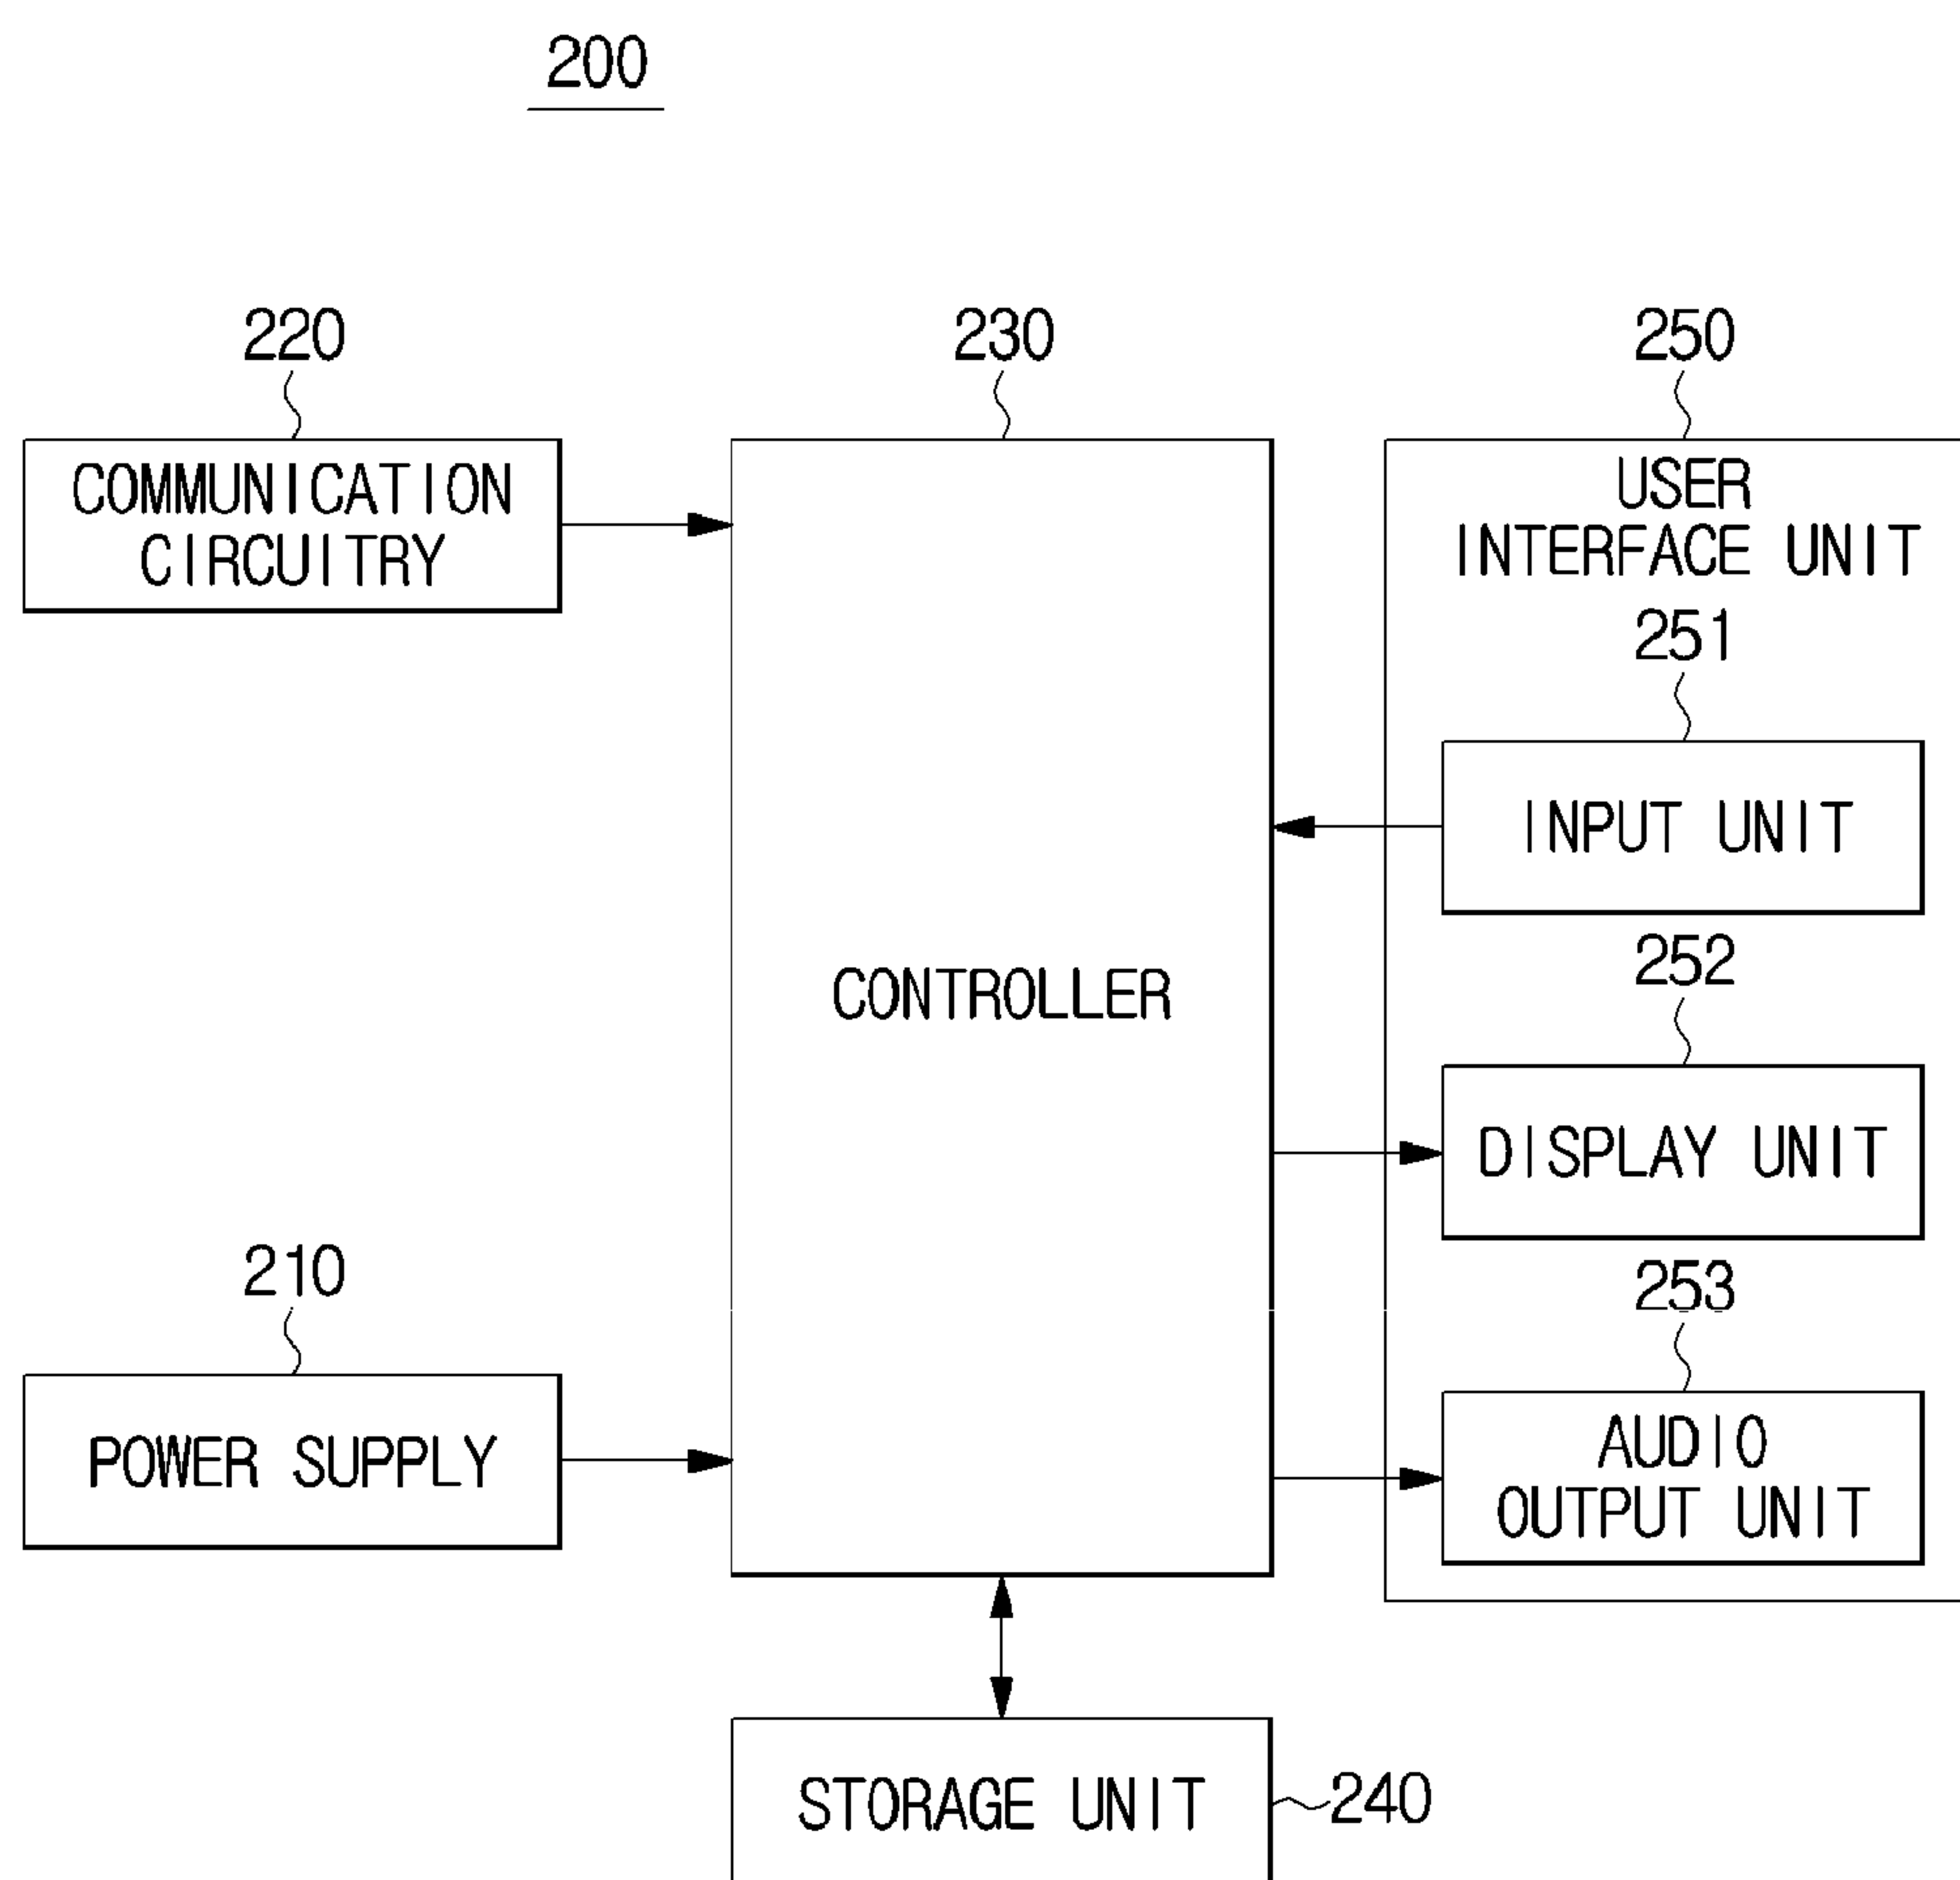 200
220
230
250
COMMUNICATION
CIRCUITRY
USER
INTERFACE UNIT
251
INPUT UNIT
252
CONTROLLER
DISPLAY UNIT
210
253
POWER SUPPLY
AUDIO
OUTPUT UNIT
STORAGE UNIT
240